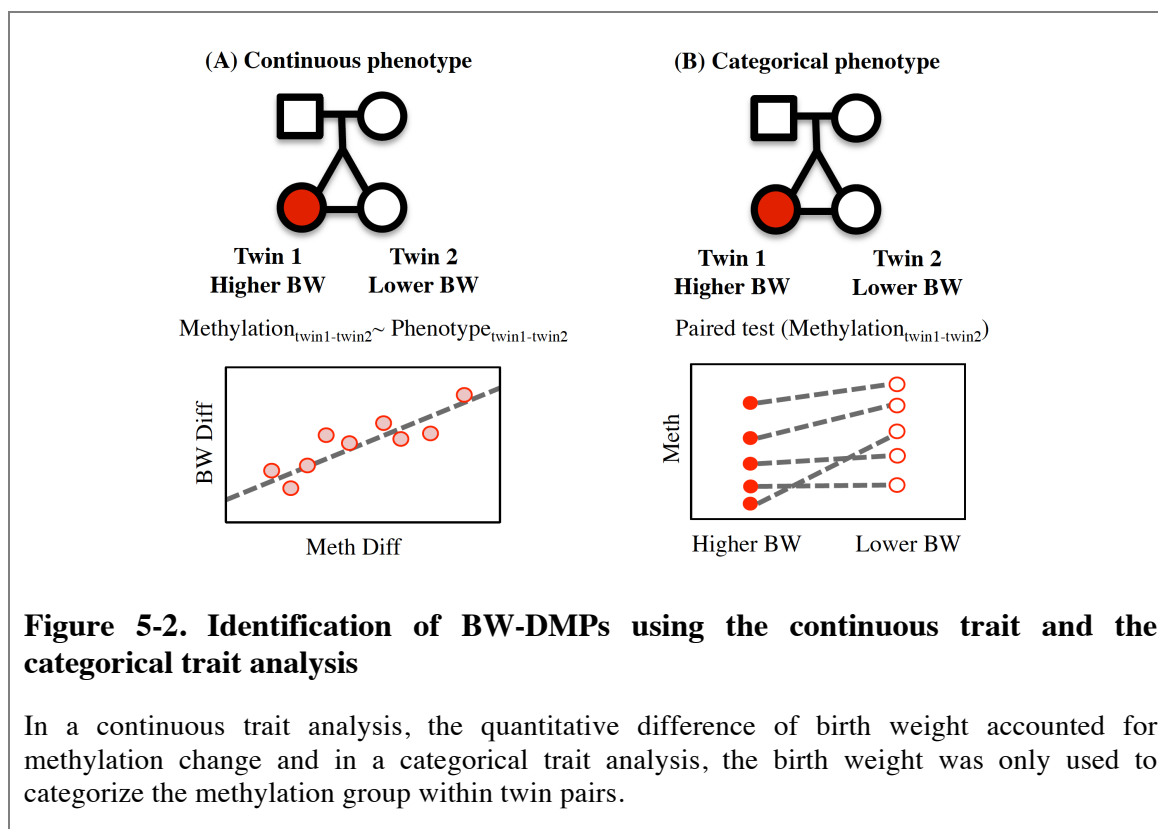 (A) Continuous phenotype
Twin 1
Higher BW
Twin 2
Lower BW
Methylationtwin1-twin2~ Phenotypetwin1-twin2
BW Diff
Meth Diff
(B) Categorical phenotype
Twin 1
Higher BW
Twin 2
Lower BW
Paired test (Methylationtwin1-twin2)
Meth
Higher BW
Lower BW
Figure 5-2. Identification of BW-DMPs using the continuous trait and the
categorical trait analysis
In a continuous trait analysis, the quantitative difference of birth weight accounted for
methylation change and in a categorical trait analysis, the birth weight was only used to
categorize the methylation group within twin pairs.